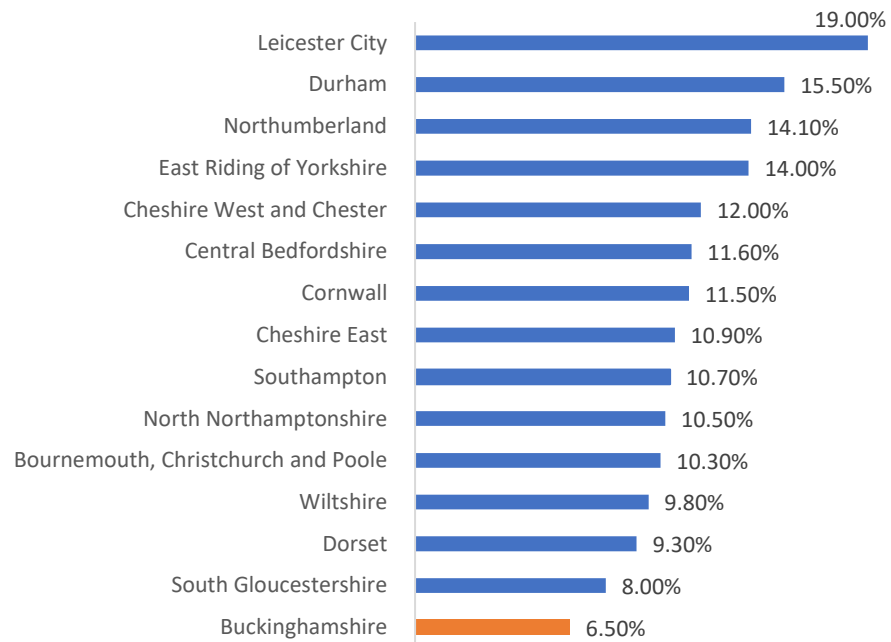 19.00%
Leicester City
Durham 15.50%
Northumberland 14.10%
East Riding of Yorkshire 14.00%
Cheshire West and Chester 12.00%
Central Bedfordshire 11.60%
Cornwall 11.50%
Cheshire East 10.90%
Southampton 10.70%
North Northamptonshire 10.50%
Bournemouth, Christchurch and Poole 10.30%
Wiltshire 9.80%
Dorset 9.30%
South Gloucestershire 8.00%
Buckinghamshire 6.50%